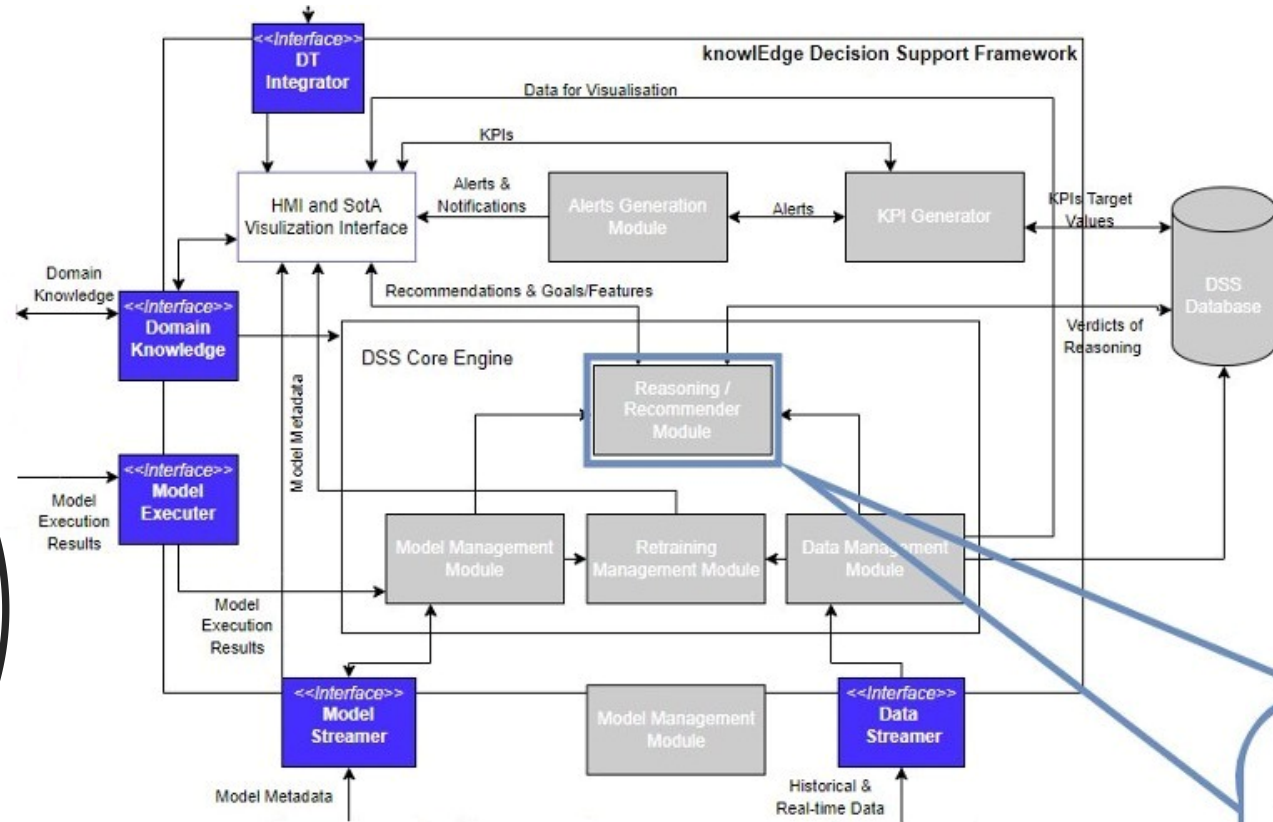 <<Interface>>
DT
Integrator
knowlEdge Decision Support Framework
Data for Visualisation
KPIs
HMI and SotA
Visulization Interface
Alerts &
Notifications
Alerts Generation
Module
Alerts
KPI Generator
KPIs Target
Values
DSS
Database
Domain
Knowledge
<<Interface>>
Domain
Knowledge
Recommendations & Goals/Features
Verdicts of
Reasoning
DSS Core Engine
Reasoning /
Recommender
Module
Model Metadata
<<Interface>>
Model
Executer
Model
Execution
Results
Model Management
Module
Retraining
Management Module
Data Management
Module
Model
Execution
Results
<<Interface>>
Model
Streamer
Model Management
Module
<<Interface>>
Data
Streamer
Model Metadata
Historical &
Real-time Data